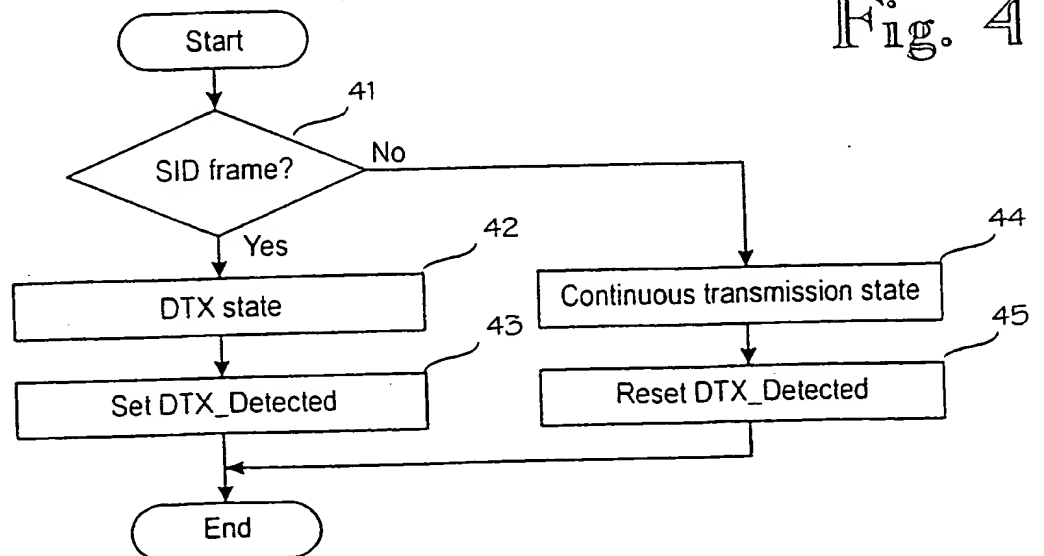 Fig. 4
Start
41
SID frame?
No
Yes
42
DTX state
43
Set DTX_Detected
44
Continuous transmission state
45
Reset DTX_Detected
End